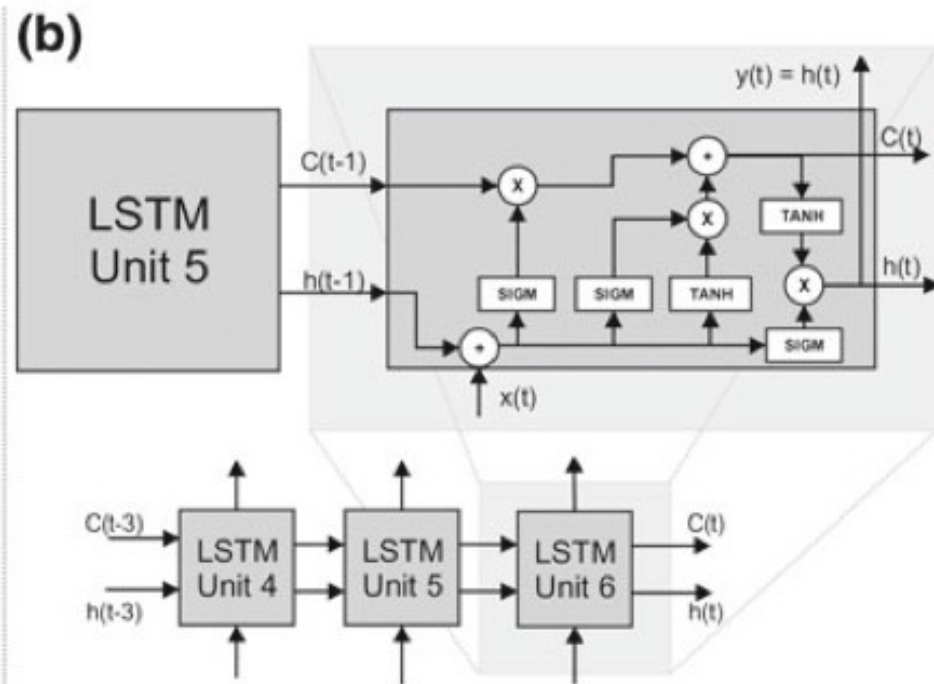 (b)
y(t) = h(t)
C(t-1)
C(t)
LSTM
Unit 5
X
+
X
TANH
h(t-1)
SIGM
SIGM
TANH
X
h(t)
+
SIGM
x(t)
C(t-3)
h(t-3)
LSTM
Unit 4
LSTM
Unit 5
LSTM
Unit 6
C(t)
h(t)